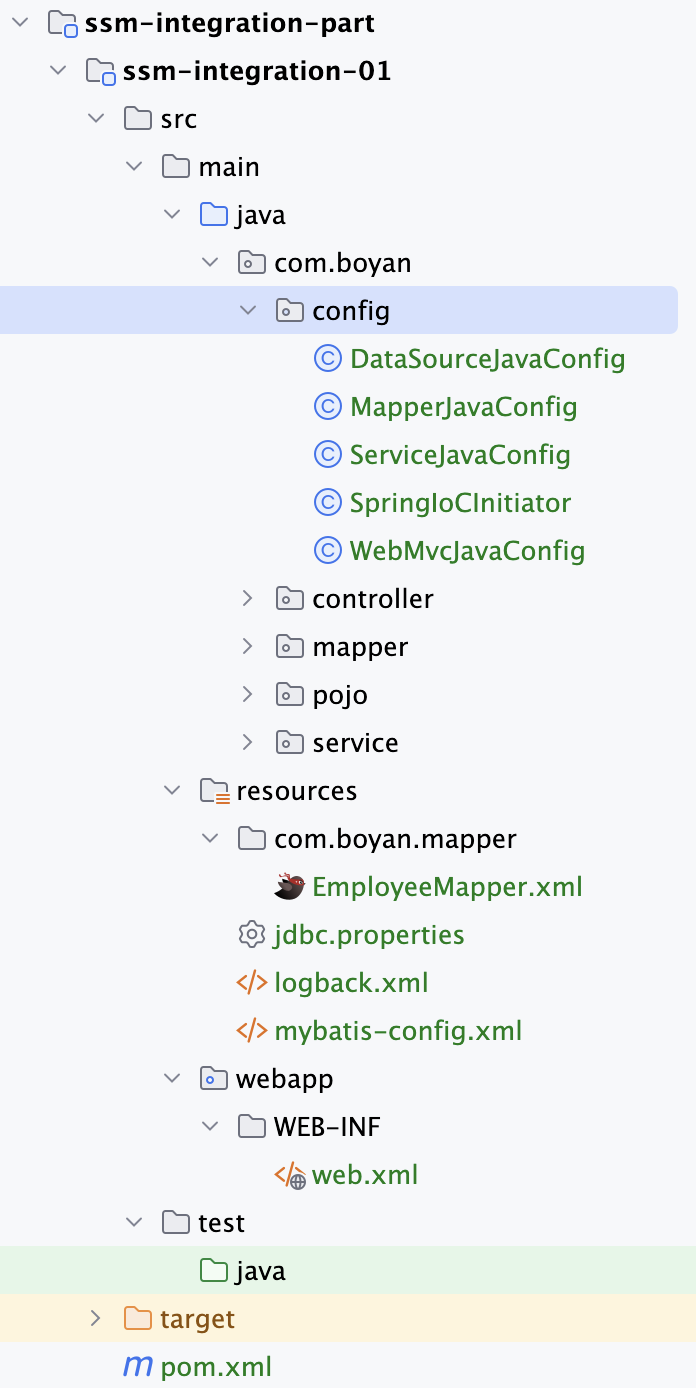 ssm-integration-part
ssm-integration-01
src
main
java
com.boyan
config
DataSourceJavaConfig
MapperJavaConfig
ServiceJavaConfig
SpringIoCInitiator
WebMvcJavaConfig
controller
mapper
pojo
service
resources
com.boyan.mapper
EmployeeMapper.xml
jdbc.properties
logback.xml
mybatis-config.xml
webapp
WEB-INF
web.xml
test
java
target
pom.xml